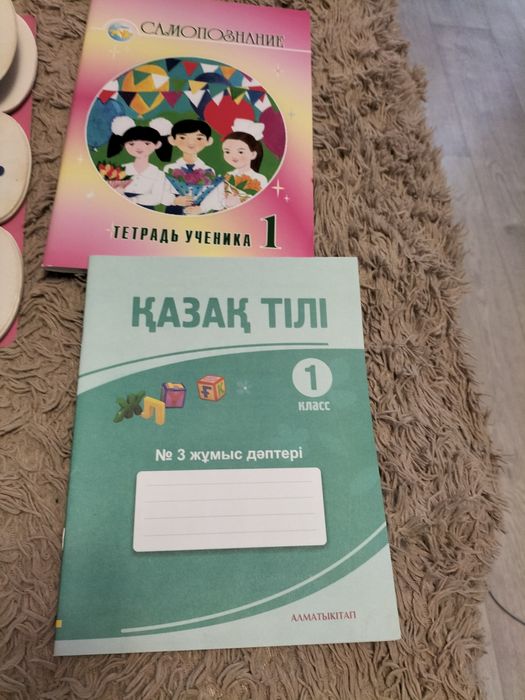 САМОПОЗНАНИЕ
ТЕТРАДЬ УЧЕНИКА 1
ҚАЗАҚ ТІЛІ
1
КЛАСС
№ 3 жұмыс дәптері
АЛМАТЫКІТАП